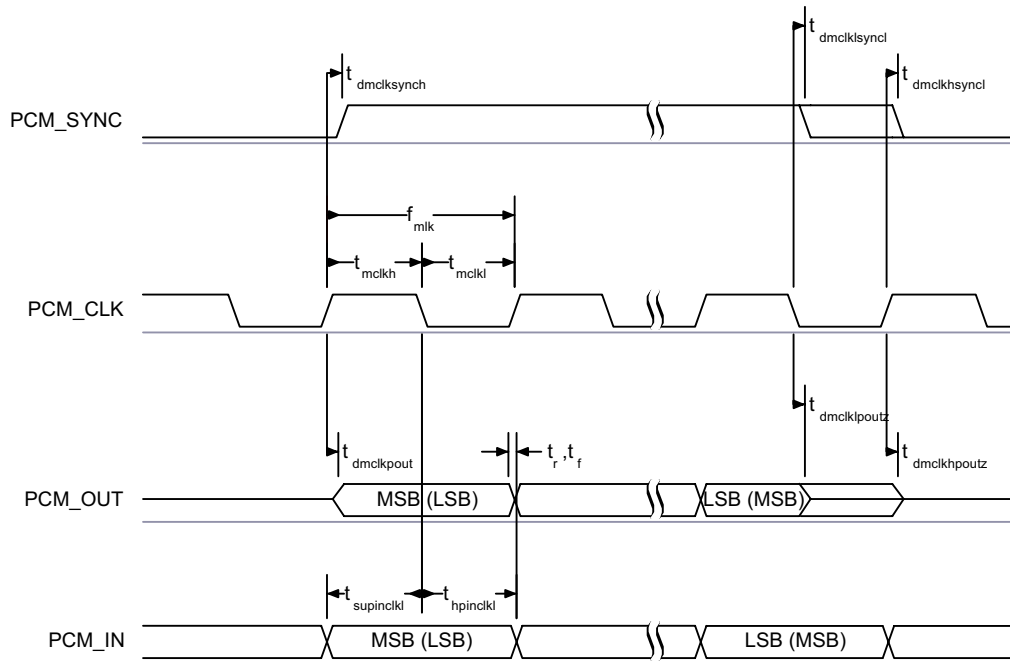 t dmclklsyncl
t dmclksynch
t dmclkhsyncl
PCM_SYNC
f mlk
t mclkh
t mclkl
PCM_CLK
t dmclklpoutz
t dmclkpout
t r ,t f
t dmclkhpoutz
PCM_OUT
MSB (LSB)
LSB (MSB)
t supinclkl
t hpinclkl
PCM_IN
MSB (LSB)
LSB (MSB)